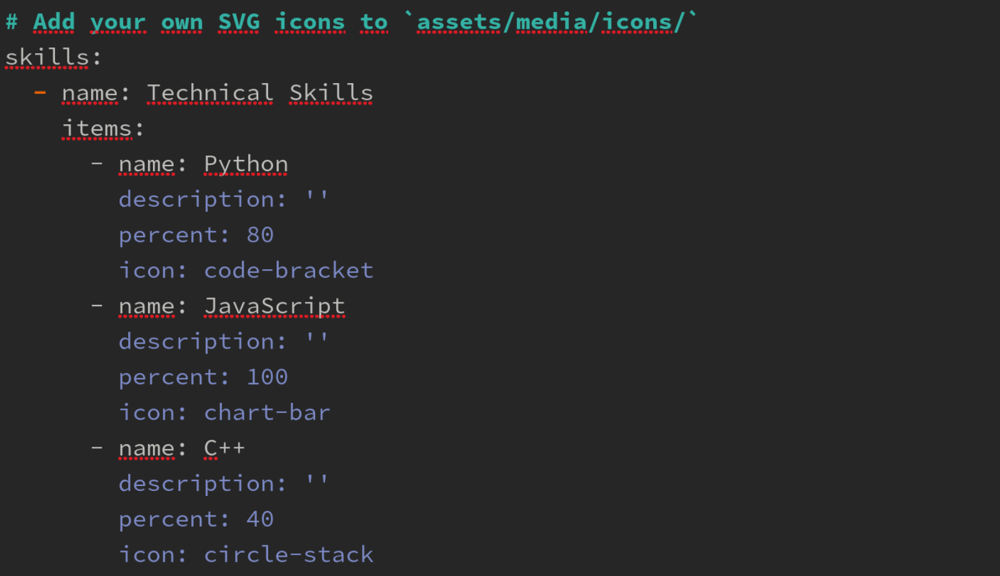 # Add your own SVG icons to `assets/media/icons/`
skills:
  - name: Technical Skills
    items:
      - name: Python
        description: ''
        percent: 80
        icon: code-bracket
      - name: JavaScript
        description: ''
        percent: 100
        icon: chart-bar
      - name: C++
        description: ''
        percent: 40
        icon: circle-stack